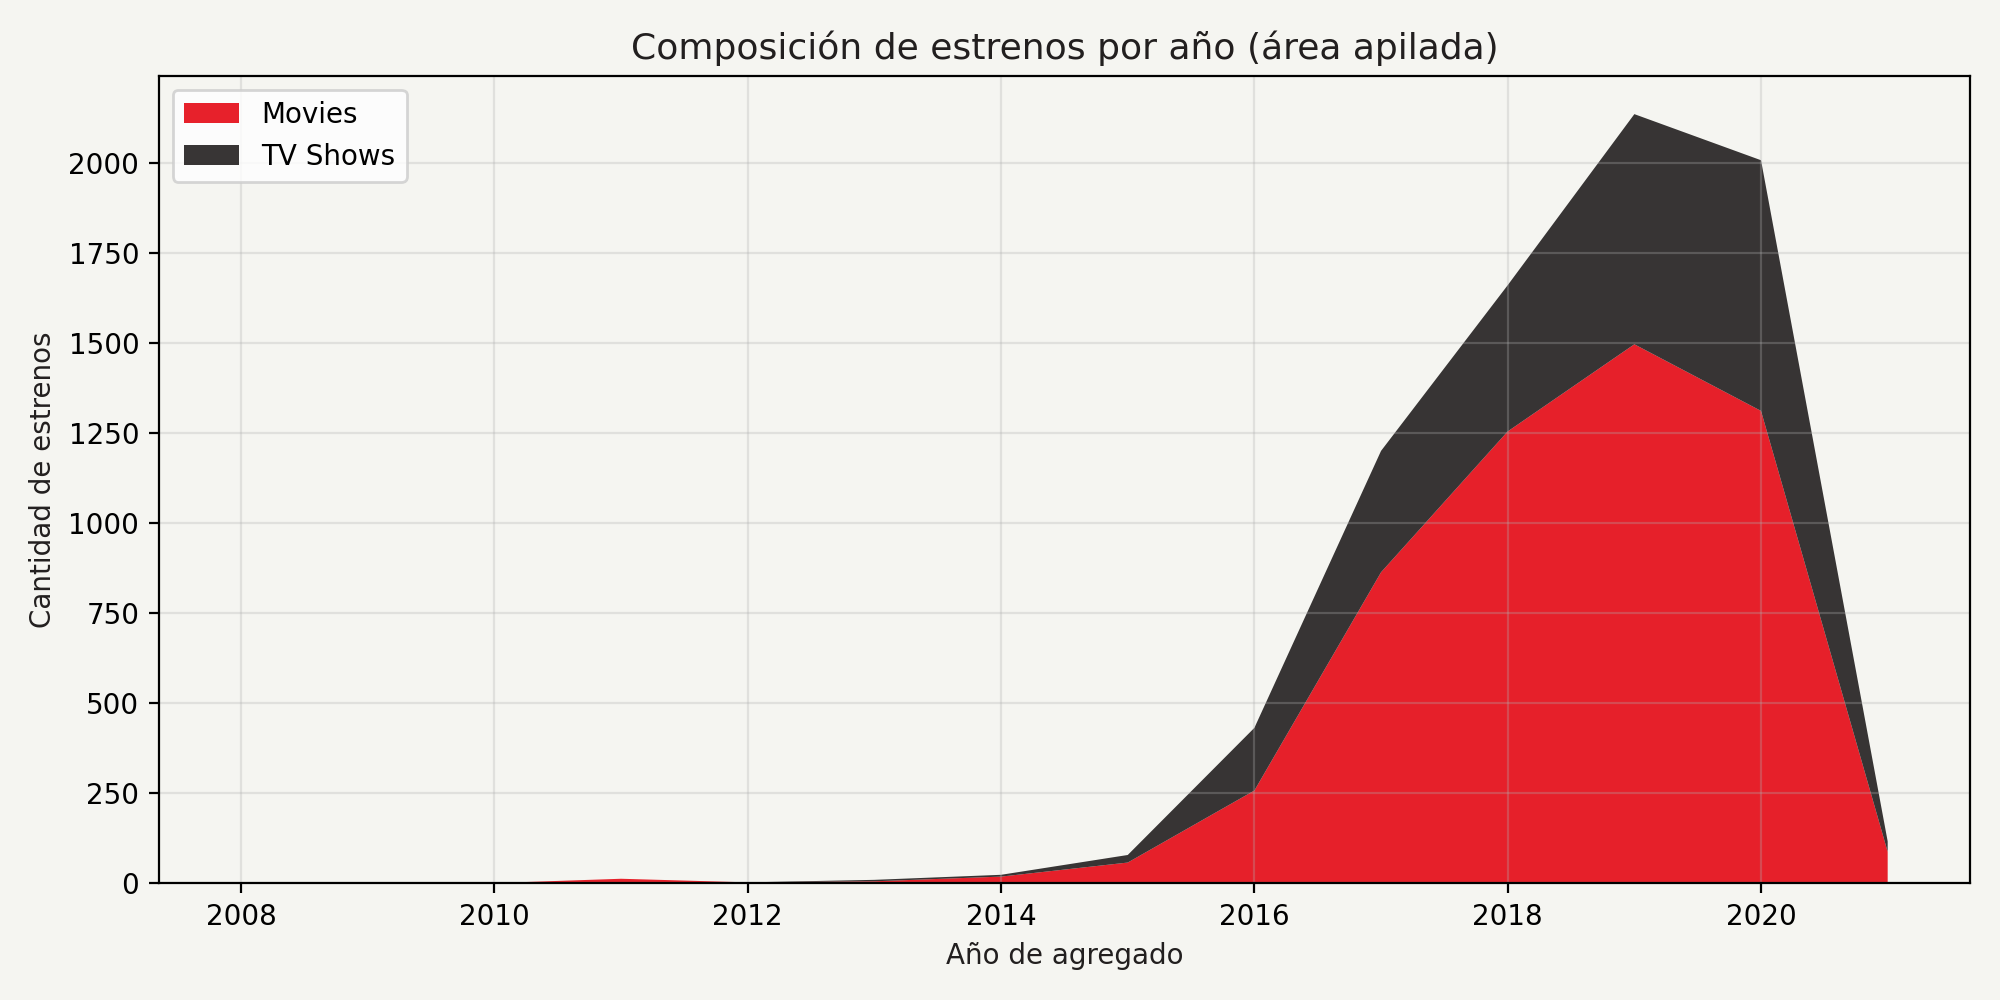 Composición de estrenos por año (área apilada)
Movies
TV Shows
Cantidad de estrenos
2000
1750
1500
1250
1000
750
500
250
0
2008 2010 2012 2014 2016 2018 2020
Año de agregado